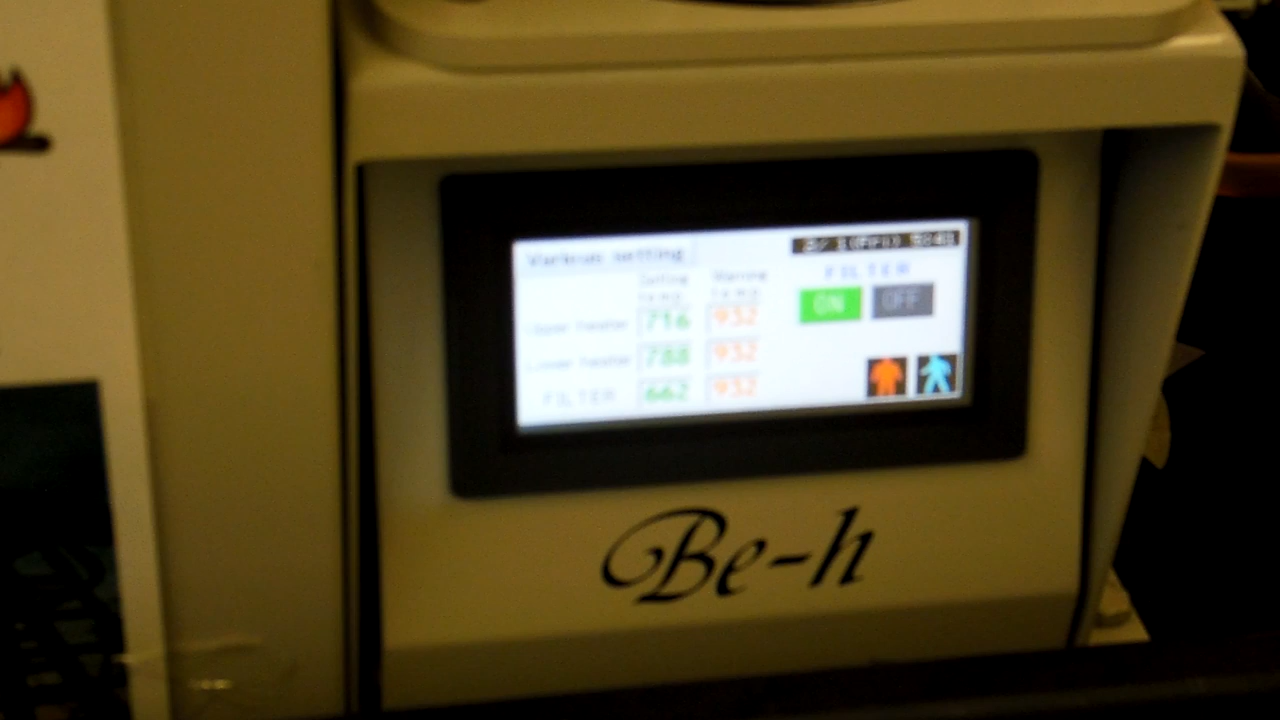 Various setting
Setting Warning
temp. temp.
FILTER
ON OFF
Upper heater 716 932
Lower heater 788 932
FILTER 662 932
Be-h